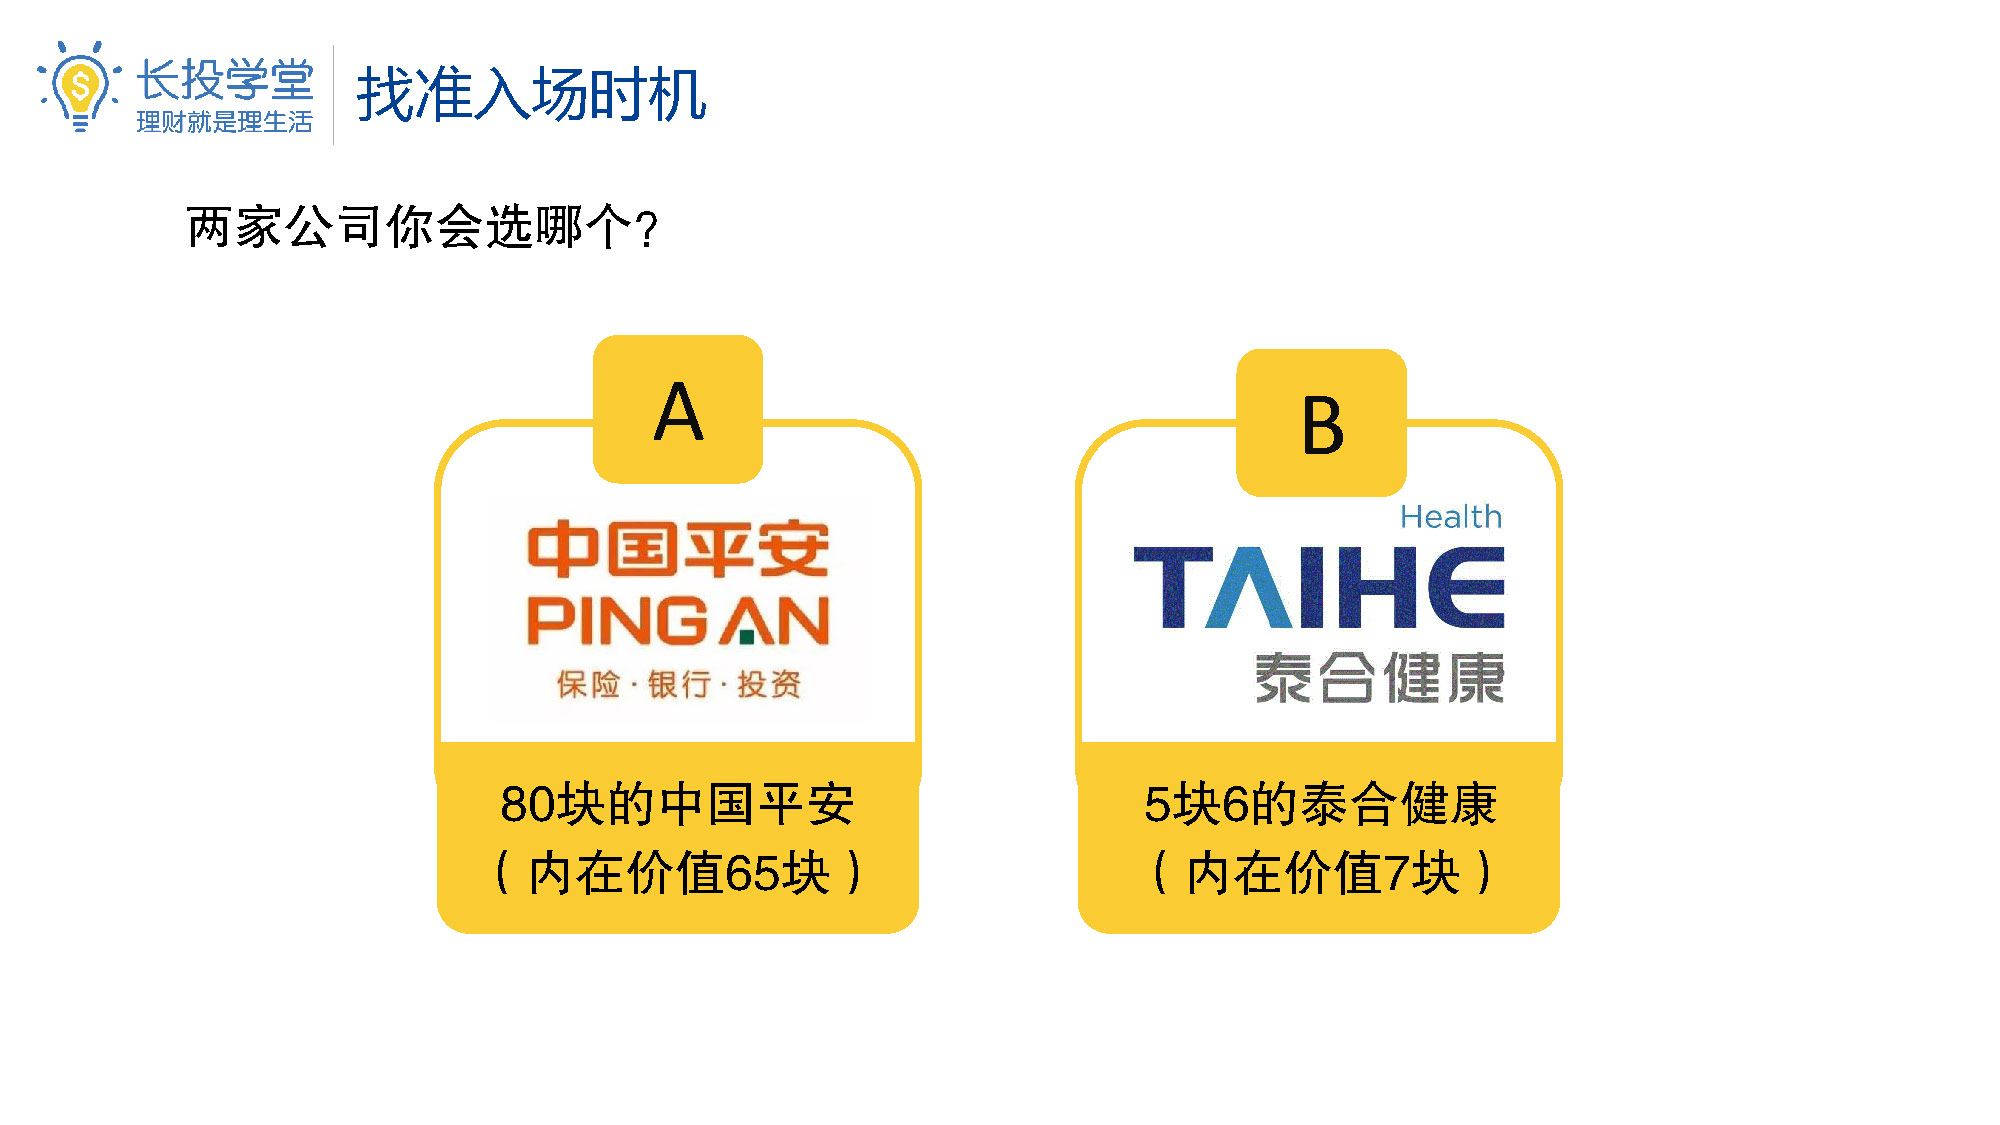 长投学堂
理财就是理生活
找准入场时机
两家公司你会选哪个?
A
中国平安
PING AN
保险·银行·投资
80块的中国平安
（内在价值65块）
B
Health
TAIHE
泰合健康
5块6的泰合健康
（内在价值7块）